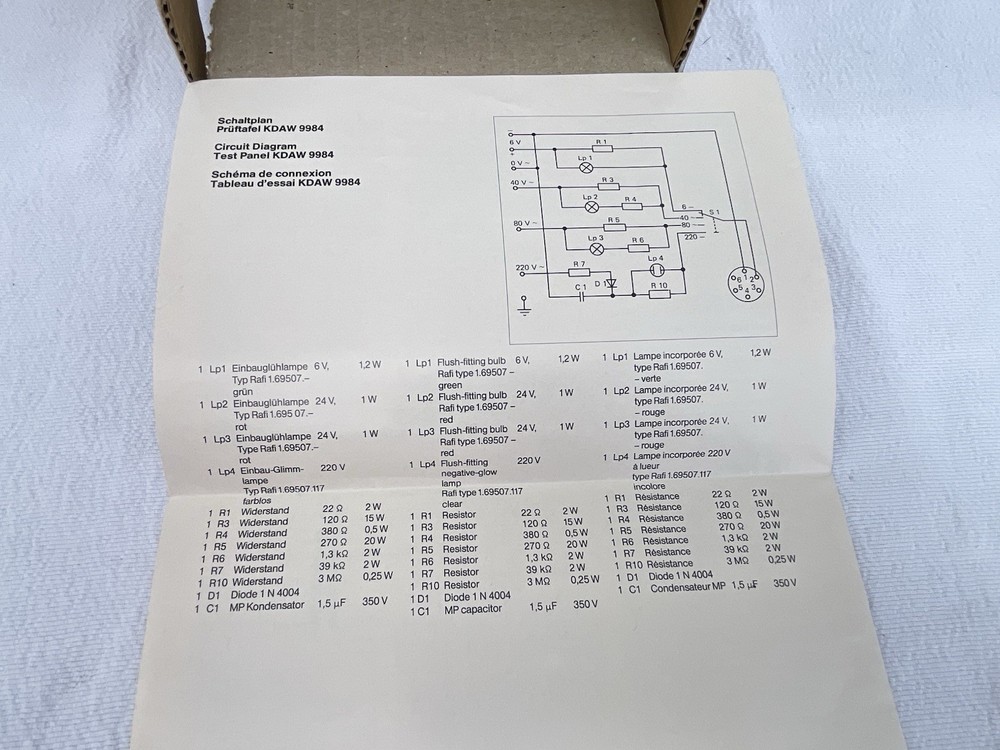 Schaltplan
Prüftafel KDAW 9984
Circuit Diagram
Test Panel KDAW 9984
Schéma de connexion
Tableau d'essai KDAW 9984
–
6 V
+
0 V ~
40 V ~
80 V ~
220 V ~
R 1
Lp 1
R 3
Lp 2
R 4
R 5
Lp 3
R 6
R 7
Lp 4
C 1
D 1
R 10
6 –
40 –
80 –
220 –
S 1
6 1 2
5 4 3
1 Lp1 Einbauglühlampe 6 V, 1,2 W
Typ Rafi 1.69507.–
grün
1 Lp2 Einbauglühlampe 24 V, 1 W
Typ Rafi 1.695 07.–
rot
1 Lp3 Einbauglühlampe 24 V, 1 W
Type Rafi 1.69507.–
rot
1 Lp4 Einbau-Glimm- 220 V
lampe
Typ Rafi 1.69507.117
farblos
1 R1 Widerstand 22 Ω 2 W
1 R3 Widerstand 120 Ω 15 W
1 R4 Widerstand 380 Ω 0,5 W
1 R5 Widerstand 270 Ω 20 W
1 R6 Widerstand 1,3 kΩ 2 W
1 R7 Widerstand 39 kΩ 2 W
1 R10 Widerstand 3 MΩ 0,25 W
1 D1 Diode 1 N 4004
1 C1 MP Kondensator 1,5 µF 350 V
1 Lp1 Flush-fitting bulb 6 V, 1,2 W
Rafi type 1.69507 –
green
1 Lp2 Flush-fitting bulb 24 V, 1 W
Rafi type 1.69507 –
red
1 Lp3 Flush-fitting bulb 24 V, 1 W
Rafi type 1.69507 –
red
1 Lp4 Flush-fitting 220 V
negative-glow
lamp
Rafi type 1.69507.117
clear
1 R1 Resistor 22 Ω 2 W
1 R3 Resistor 120 Ω 15 W
1 R4 Resistor 380 Ω 0,5 W
1 R5 Resistor 270 Ω 20 W
1 R6 Resistor 1,3 kΩ 2 W
1 R7 Resistor 39 kΩ 2 W
1 R10 Resistor 3 MΩ 0,25 W
1 D1 Diode 1 N 4004
1 C1 MP capacitor 1,5 µF 350 V
1 Lp1 Lampe incorporée 6 V, 1,2 W
type Rafi 1.69507.
– verte
1 Lp2 Lampe incorporée 24 V, 1 W
type Rafi 1.69507.
– rouge
1 Lp3 Lampe incorporée 24 V, 1 W
type Rafi 1.69507.
– rouge
1 Lp4 Lampe incorporée 220 V
à lueur
type Rafi 1.69507.117
incolore
1 R1 Résistance 22 Ω 2 W
1 R3 Résistance 120 Ω 15 W
1 R4 Résistance 380 Ω 0,5 W
1 R5 Résistance 270 Ω 20 W
1 R6 Résistance 1,3 kΩ 2 W
1 R7 Résistance 39 kΩ 2 W
1 R10 Résistance 3 MΩ 0,25 W
1 D1 Diode 1 N 4004
1 C1 Condensateur MP 1,5 µF 350 V